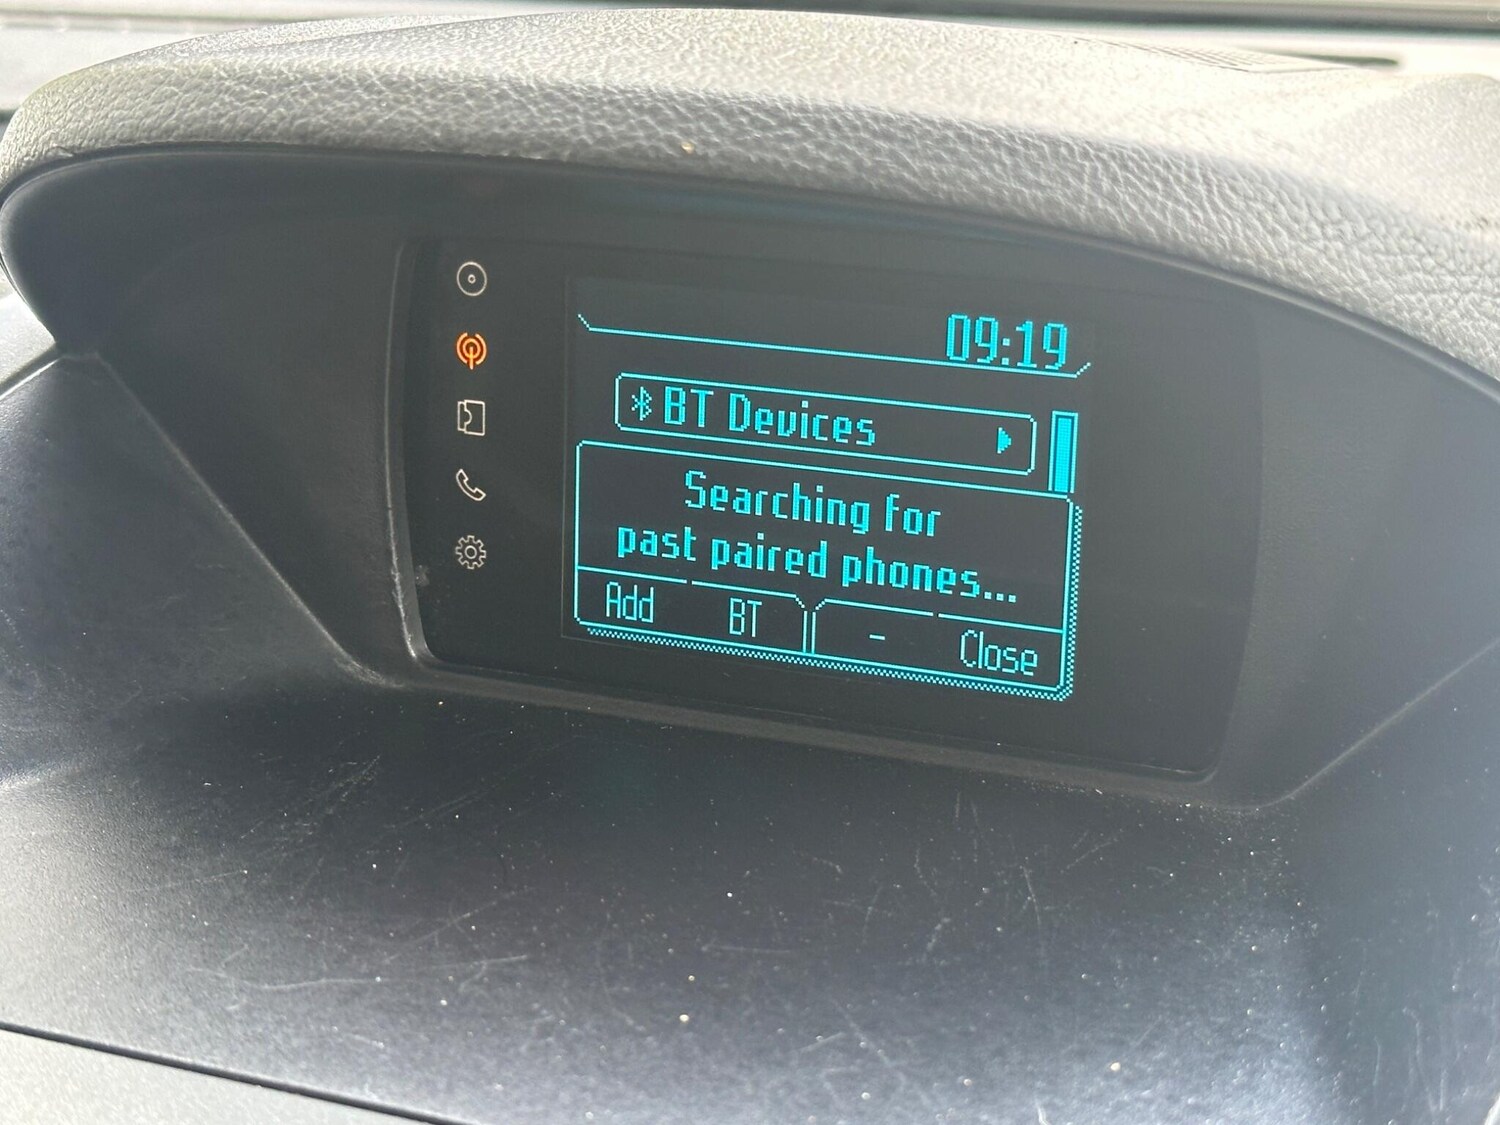 09:19
BT Devices
Searching for
past paired phones...
Add BT - Close